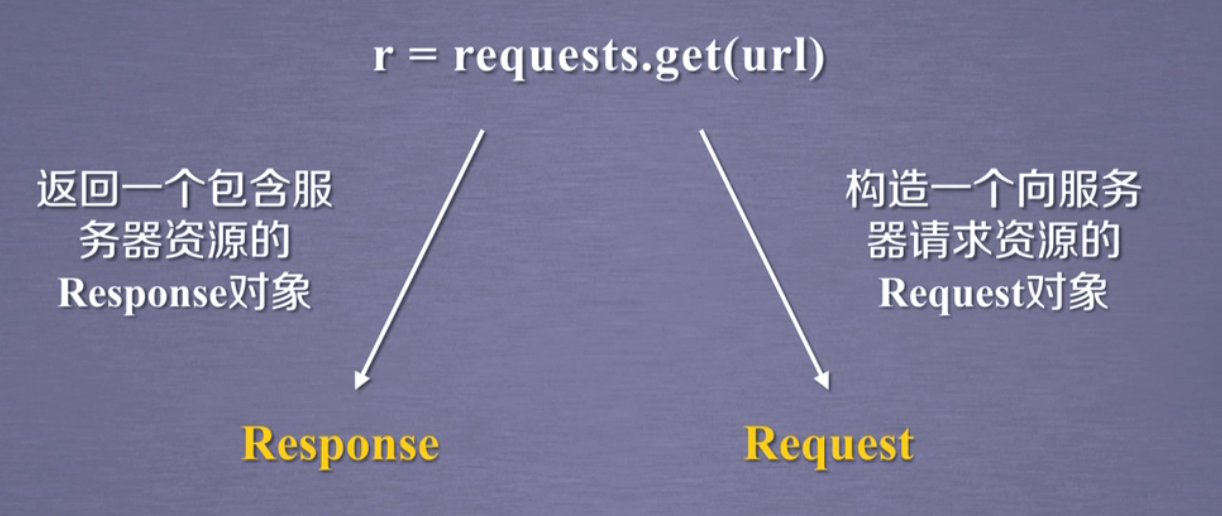 r = requests.get(url)
返回一个包含服
务器资源的
Response对象
构造一个向服务
器请求资源的
Request对象
Response
Request